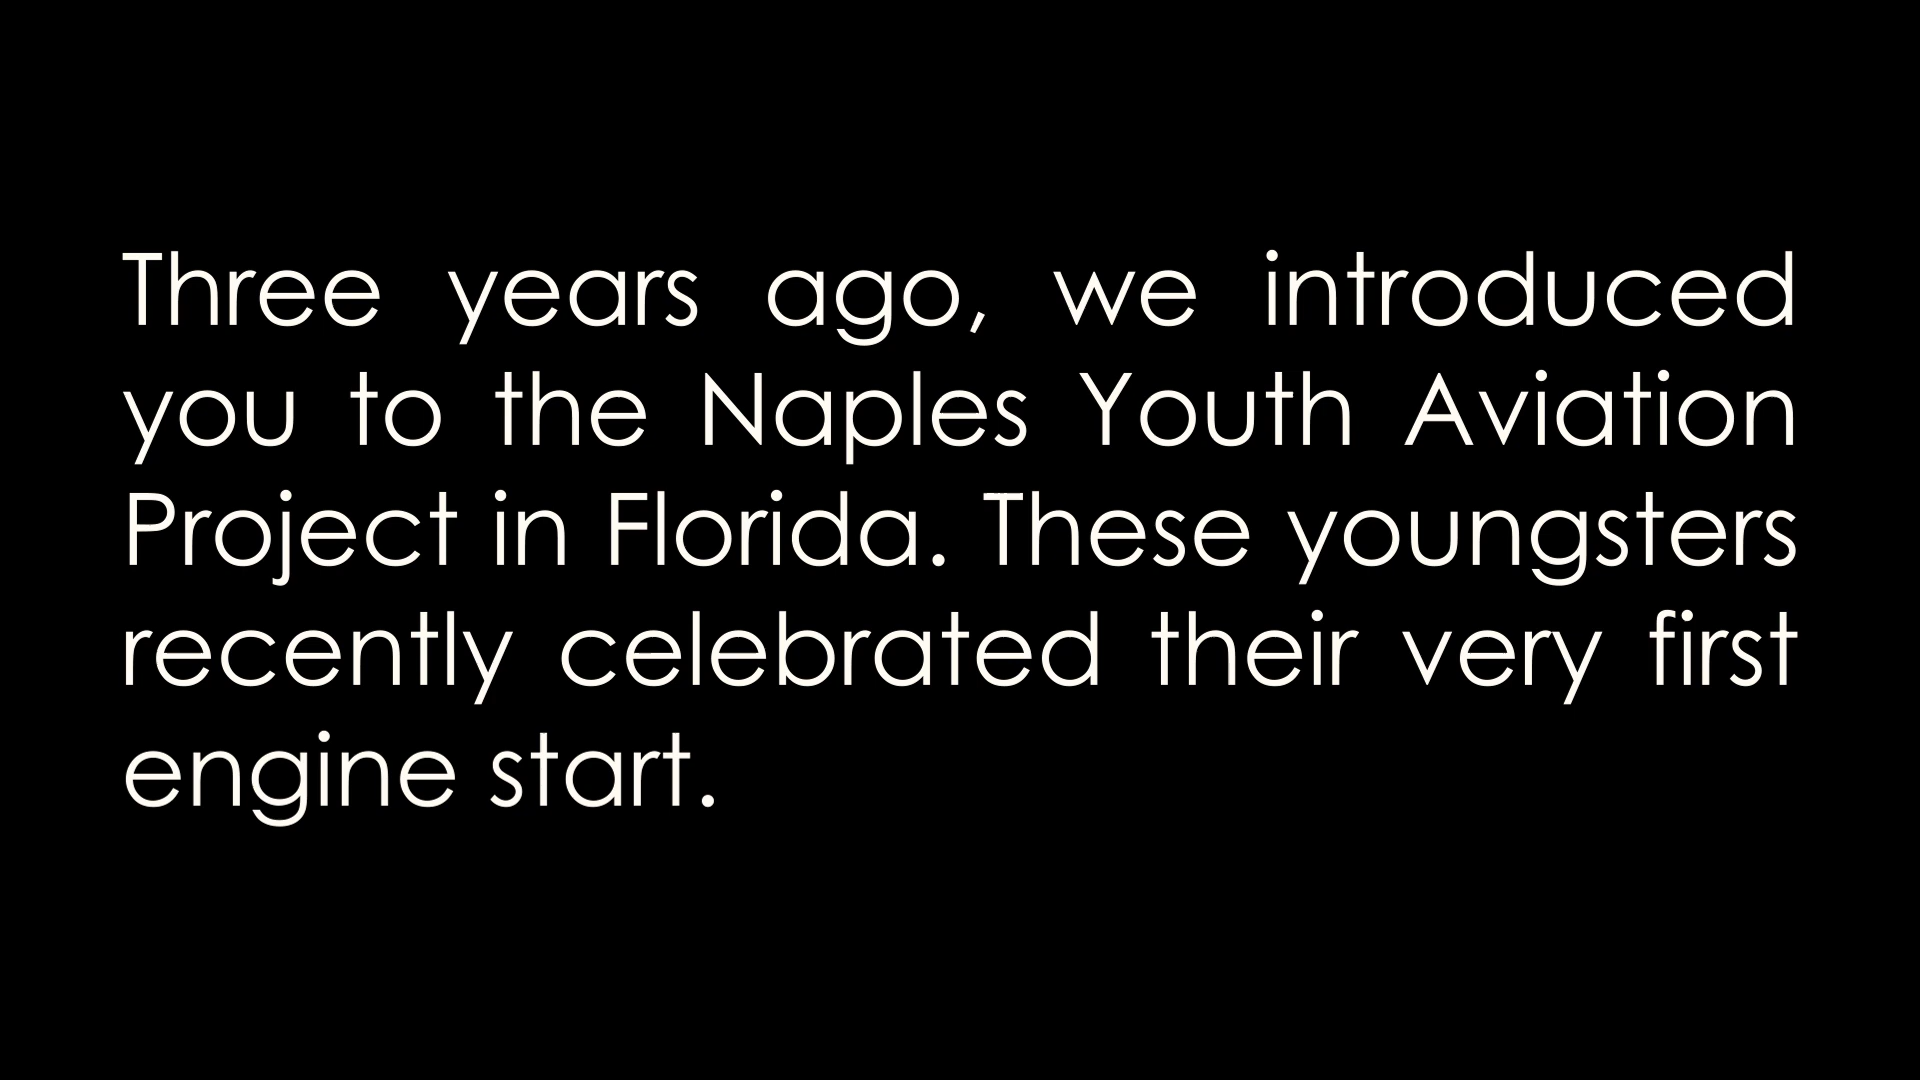 Three years ago, we introduced
you to the Naples Youth Aviation
Project in Florida. These youngsters
recently celebrated their very first
engine start.